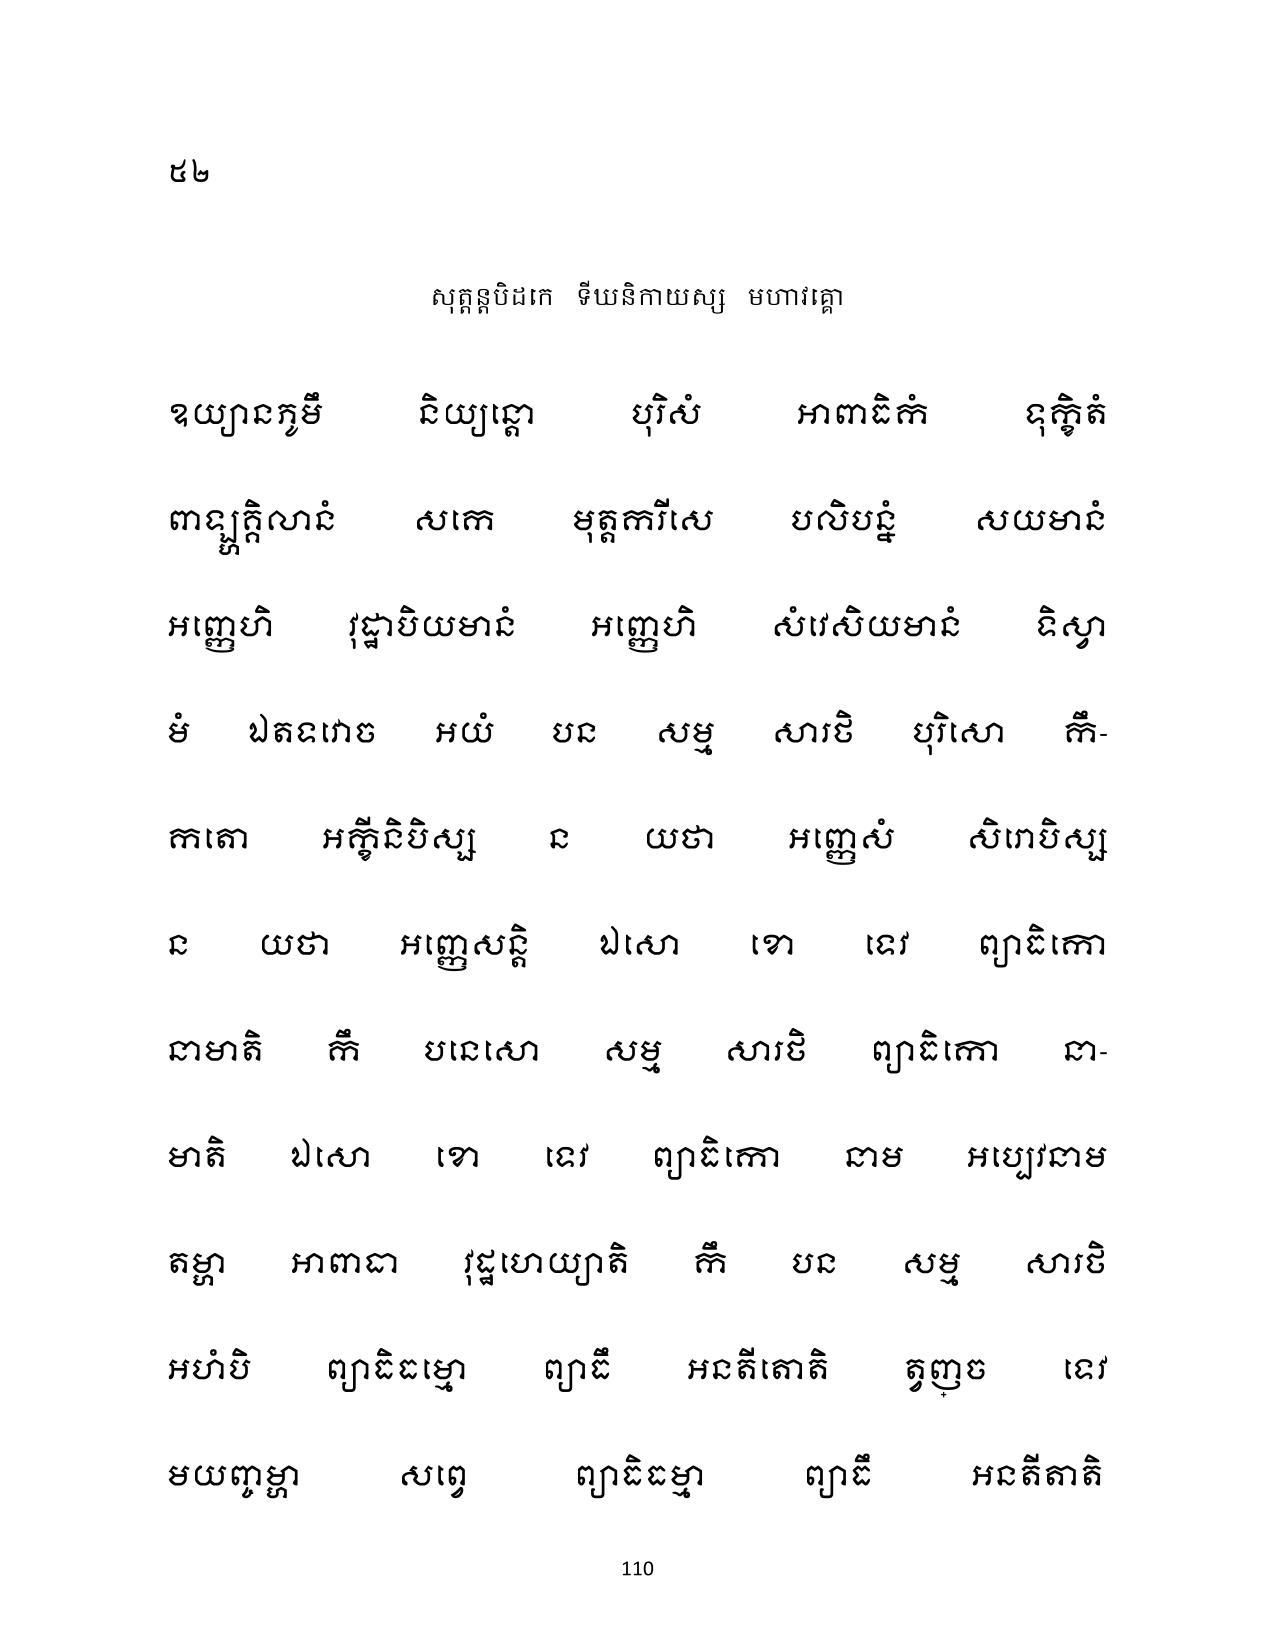 ៥២
សុត្តន្តបិដកេ ទីឃនិកាយស្ស មហាវគ្គោ
ឧយ្យានភូមឹ និយ្យន្តោ បុរិសំ អាពាធិកំ ទុក្ខិតំ
ពាឡ្ហគ្គិលានំ សកេ មុត្តករីសេ បលិបន្នំ សយមានំ
អញ្ញេហិ វុដ្ឋាបិយមានំ អញ្ញេហិ សំវេសិយមានំ ទិស្វា
មំ ឯតទវោច អយំ បន សម្ម សារថិ បុរិសោ កឹ-
កតោ អក្ខីនិបិស្ស ន យថា អញ្ញេសំ សិរោបិស្ស
ន យថា អញ្ញេសន្តិ ឯសោ ខោ ទេវ ព្យាធិកោ
នាមាតិ កឹ បនេសោ សម្ម សារថិ ព្យាធិកោ នា-
មាតិ ឯសោ ខោ ទេវ ព្យាធិកោ នាម អប្បេវនាម
តម្ហា អាពាធា វុដ្ឋហេយ្យាតិ កឹ បន សម្ម សារថិ
អហំបិ ព្យាធិធម្មោ ព្យាធឹ អនតីតោតិ ត្វញ្ច ទេវ
មយញ្ចម្ហា សព្វេ ព្យាធិធម្មា ព្យាធឹ អនតីតាតិ
110